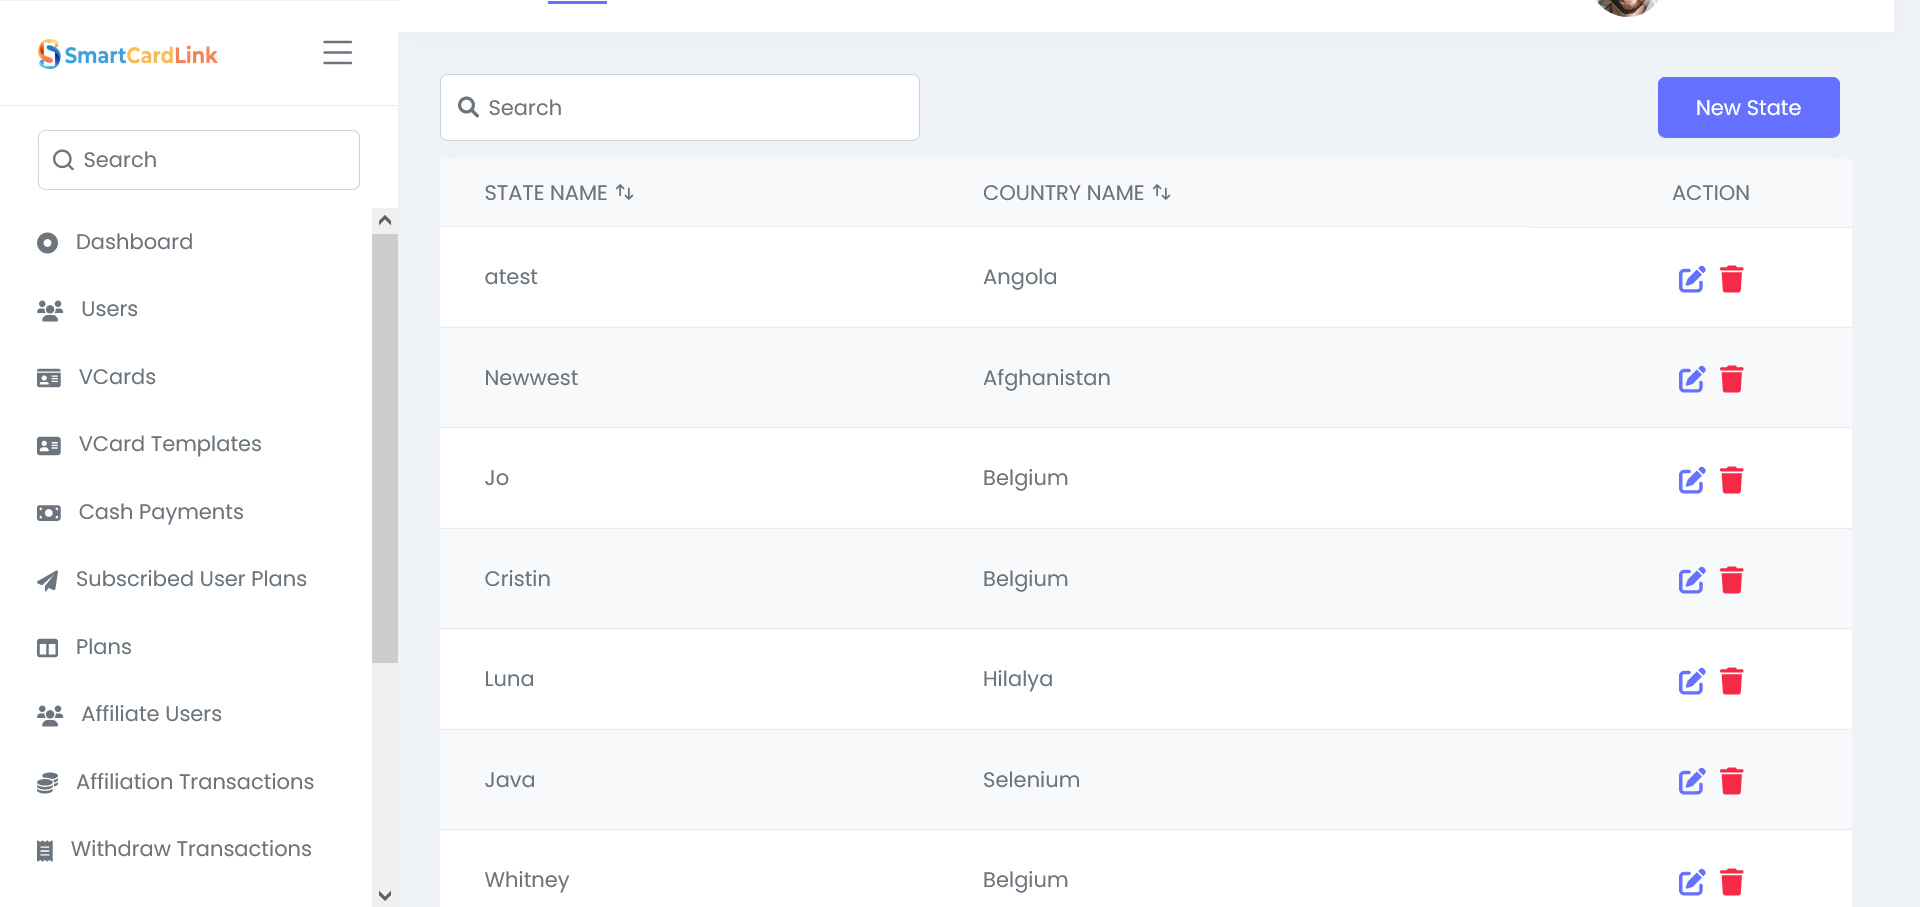 SmartCardLink
Search
Dashboard
Users
VCards
VCard Templates
Cash Payments
Subscribed User Plans
Plans
Affiliate Users
Affiliation Transactions
Withdraw Transactions
Search
New State
STATE NAME COUNTRY NAME ACTION
atest Angola
Newwest Afghanistan
Jo Belgium
Cristin Belgium
Luna Hilalya
Java Selenium
Whitney Belgium